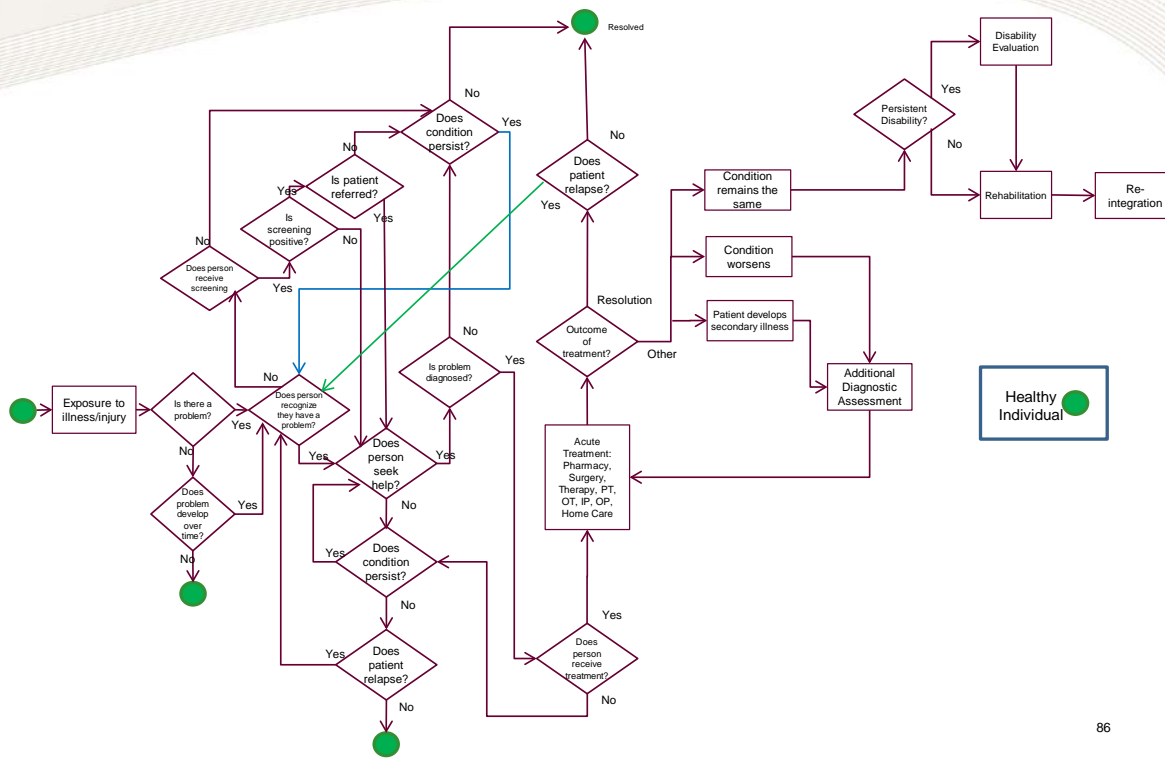 Resolved
Disability
Evaluation
No
Yes
Does
condition
persist?
Yes
Persistent
Disability?
No
No
No
Is patient
referred?
Does
patient
relapse?
Condition
remains the
same
Rehabilitation
Re-
integration
Yes
Yes
Yes
Is
screening
positive?
No
No
Does person
receive
screening
Yes
Condition
worsens
Resolution
Patient develops
secondary illness
No
Outcome
of
treatment?
Other
Is problem
diagnosed?
Yes
No
Additional
Diagnostic
Assessment
Healthy
Individual
Exposure to
illness/injury
Is there a
problem?
Yes
Does person
recognize
they have a
problem?
Yes
Does
person
seek
help?
Yes
Acute
Treatment:
Pharmacy,
Surgery,
Therapy, PT,
OT, IP, OP,
Home Care
No
Does
problem
develop
over
time?
Yes
No
No
Yes
Does
condition
persist?
No
Yes
Does
patient
relapse?
Yes
Does
person
receive
treatment?
No
No
86